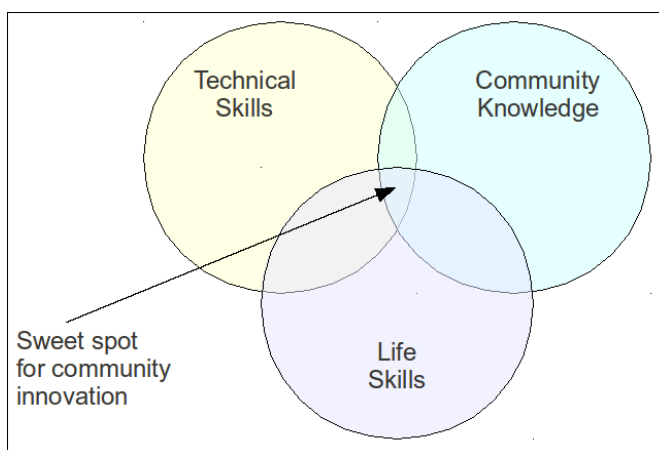 Technical
Skills
Community
Knowledge
Sweet spot
for community
innovation
Life
Skills